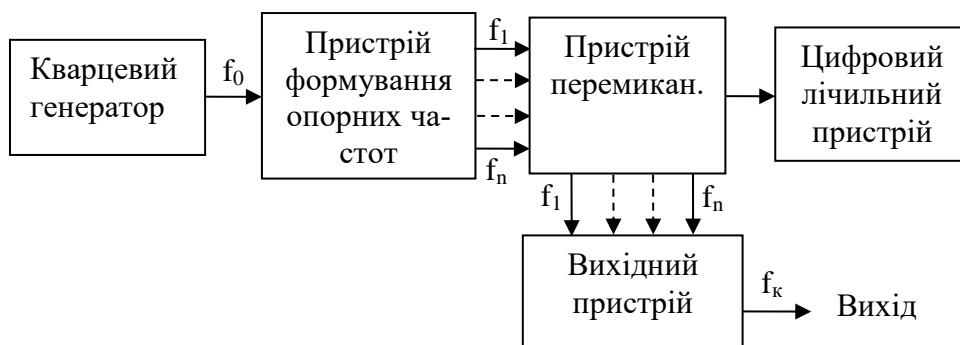 Кварцевий
генератор
f₀
Пристрій
формування
опорних ча-
стот
f₁
fₙ
Пристрій
перемикан.
Цифровий
лічильний
пристрій
f₁
fₙ
Вихідний
пристрій
fₖ
Вихід